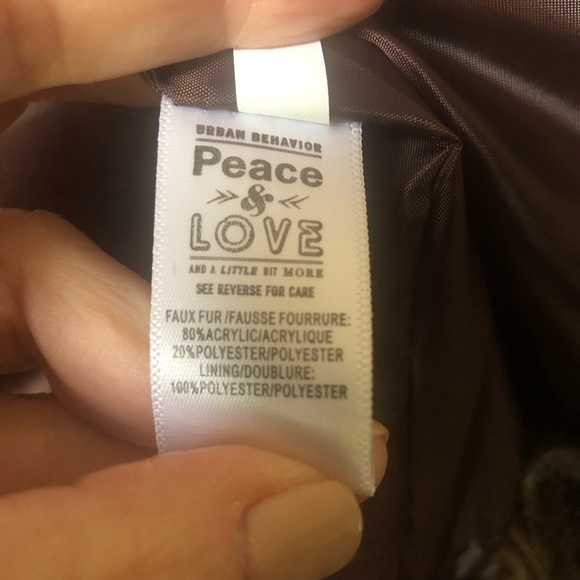 URBAN BEHAVIOR
Peace
&
LOVE
AND A LITTLE BIT MORE
SEE REVERSE FOR CARE
FAUX FUR/FAUSSE FOURRURE:
80%ACRYLIC/ACRYLIQUE
20%POLYESTER/POLYESTER
LINING/DOUBLURE:
100%POLYESTER/POLYESTER